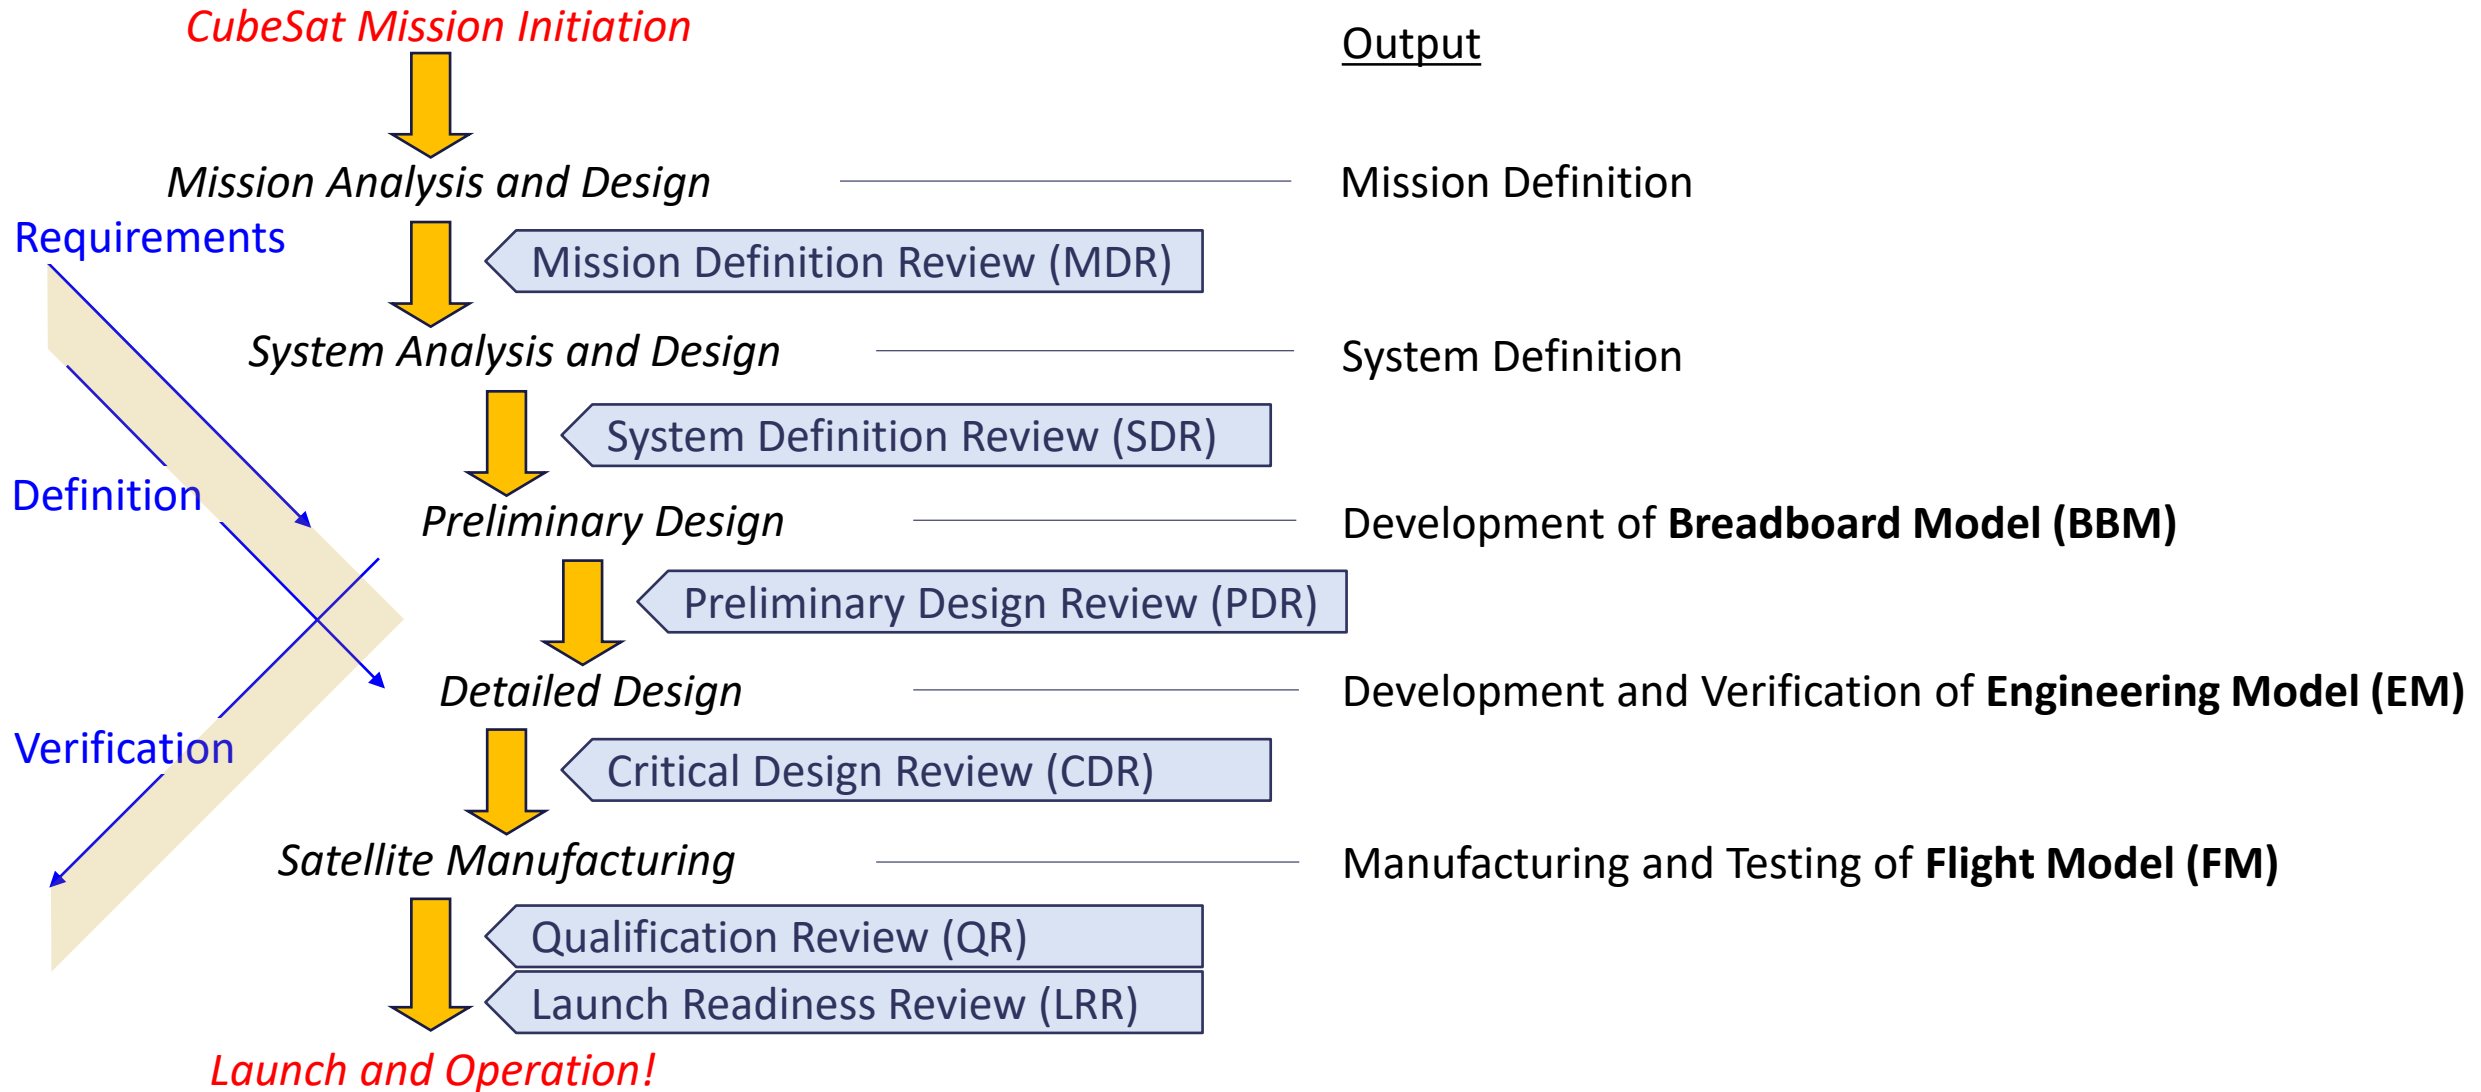 CubeSat Mission Initiation
Output
Mission Analysis and Design
Mission Definition
Requirements
Mission Definition Review (MDR)
System Analysis and Design
System Definition
System Definition Review (SDR)
Definition
Preliminary Design
Development of Breadboard Model (BBM)
Preliminary Design Review (PDR)
Detailed Design
Development and Verification of Engineering Model (EM)
Verification
Critical Design Review (CDR)
Satellite Manufacturing
Manufacturing and Testing of Flight Model (FM)
Qualification Review (QR)
Launch Readiness Review (LRR)
Launch and Operation!